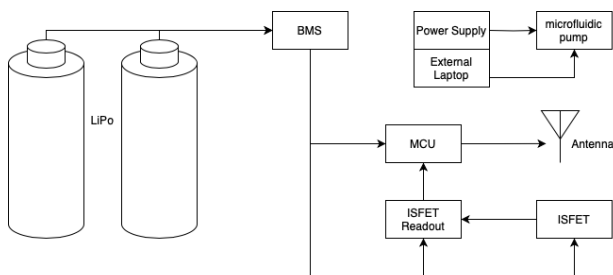 BMS
Power Supply
External
Laptop
microfluidic
pump
LiPo
MCU
Antenna
ISFET
Readout
ISFET